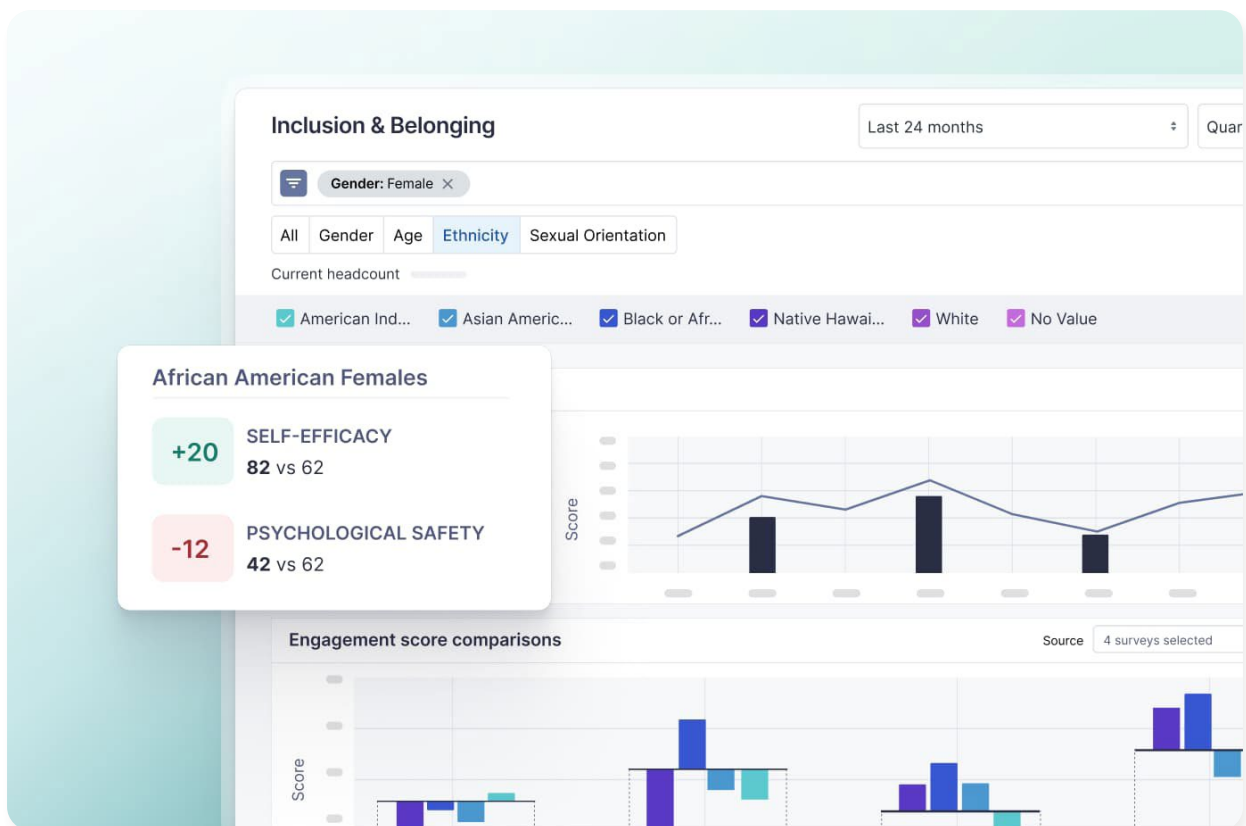 Inclusion & Belonging
Last 24 months
Quar
Gender: Female
All Gender Age Ethnicity Sexual Orientation
Current headcount
American Ind... Asian Americ... Black or Afr... Native Hawai... White No Value
African American Females
+20 SELF-EFFICACY
82 vs 62
-12 PSYCHOLOGICAL SAFETY
42 vs 62
Score
Engagement score comparisons
Source 4 surveys selected
Score